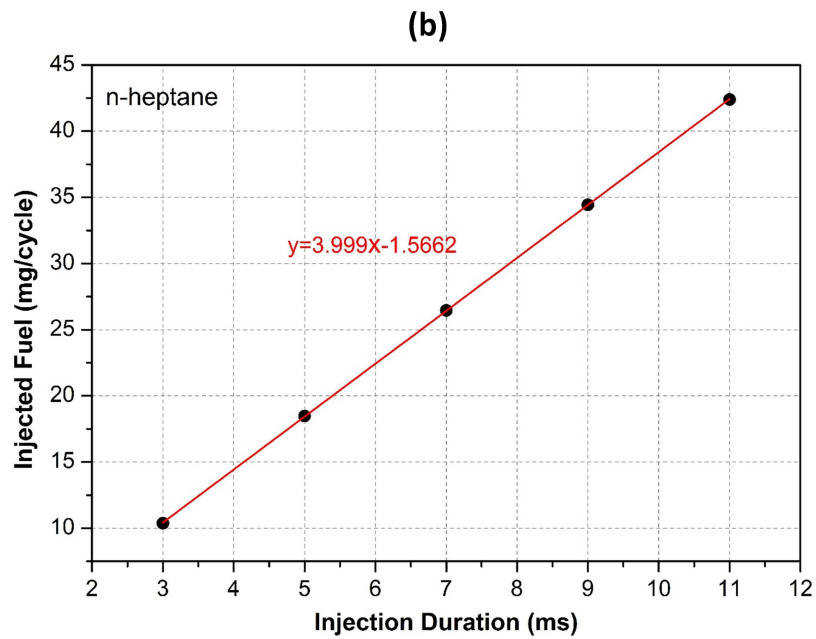 (b)
n-heptane
y=3.999x-1.5662
Injected Fuel (mg/cycle)
45
40
35
30
25
20
15
10
2 3 4 5 6 7 8 9 10 11 12
Injection Duration (ms)